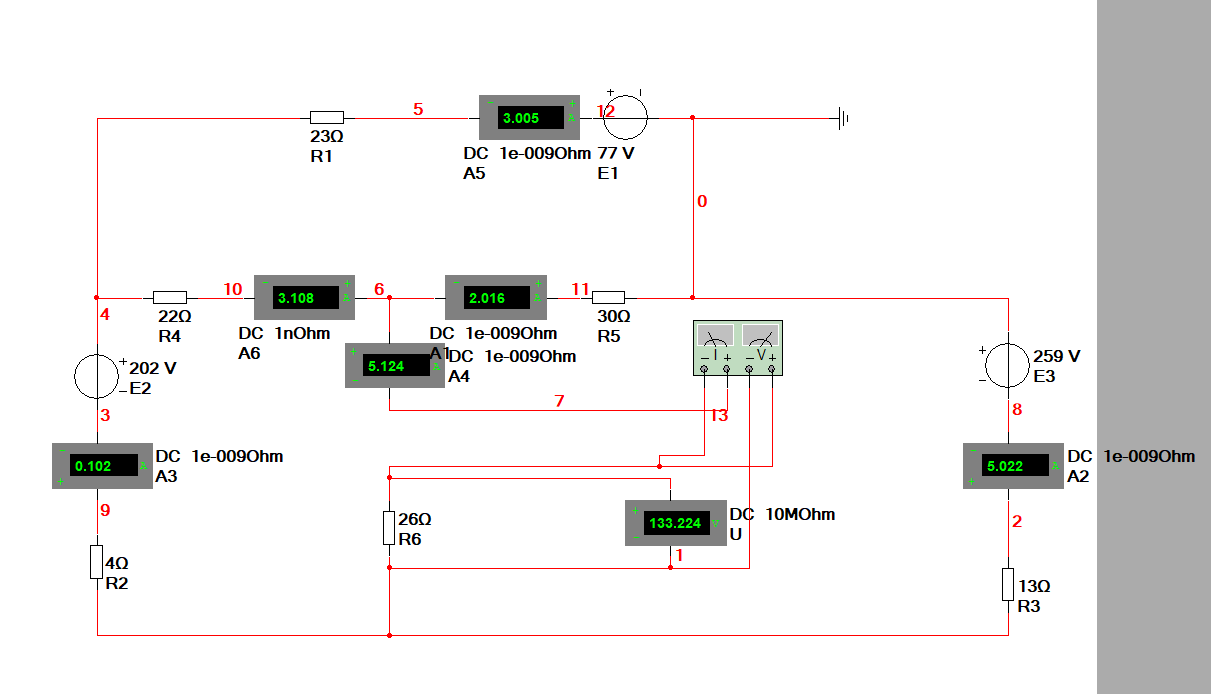 5
12
3.005
A
23Ω
R1
DC 1e-009Ohm
A5
77 V
E1
0
10
6
11
3.108
A
2.016
A
4
22Ω
R4
DC 1nOhm
A6
DC 1e-009Ohm
A1
30Ω
R5
5.124
A
DC 1e-009Ohm
A4
I
V
202 V
E2
259 V
E3
7
13
3
8
0.102
A
DC 1e-009Ohm
A3
5.022
A
DC 1e-009Ohm
A2
9
26Ω
R6
133.224
V
DC 10MOhm
U
2
1
4Ω
R2
13Ω
R3